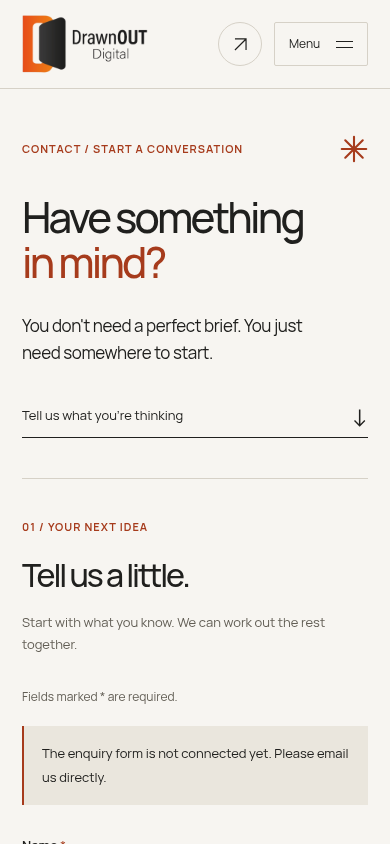 DrawnOUT
Digital
Menu
CONTACT / START A CONVERSATION
Have something
in mind?
You don't need a perfect brief. You just
need somewhere to start.
Tell us what you're thinking
01 / YOUR NEXT IDEA
Tell us a little.
Start with what you know. We can work out the rest
together.
Fields marked * are required.
The enquiry form is not connected yet. Please email
us directly.
Name *